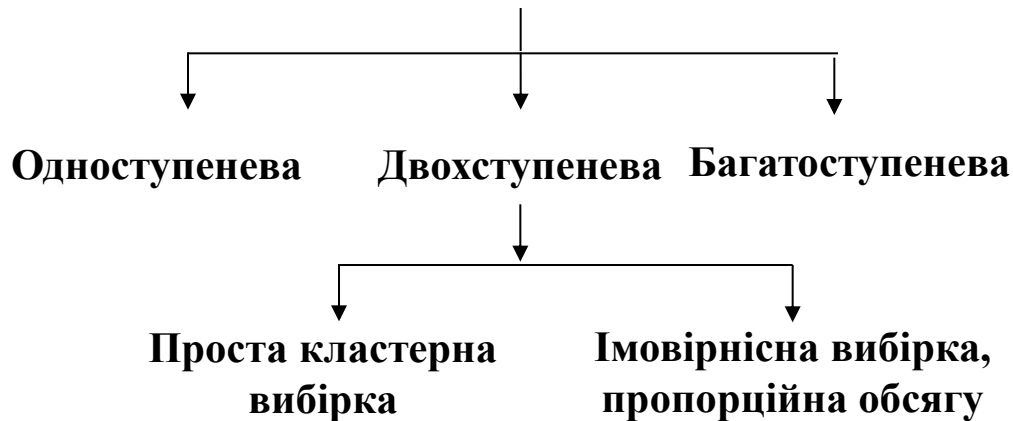 Одноступенева
Двохступенева
Багатоступенева
Проста кластерна
вибірка
Імовірнісна вибірка,
пропорційна обсягу